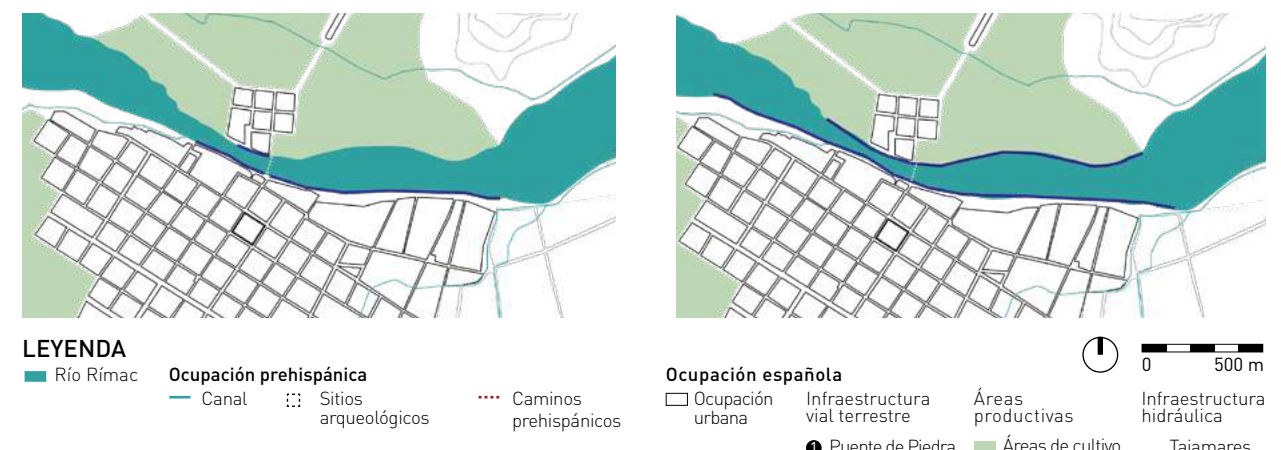 LEYENDA
Río Rímac
Ocupación prehispánica
Canal
Sitios
arqueológicos
Caminos
prehispánicos
Ocupación española
Ocupación
urbana
Infraestructura
vial terrestre
1 Puente de Piedra
Áreas
productivas
Áreas de cultivo
Infraestructura
hidráulica
Tajamares
0 500 m